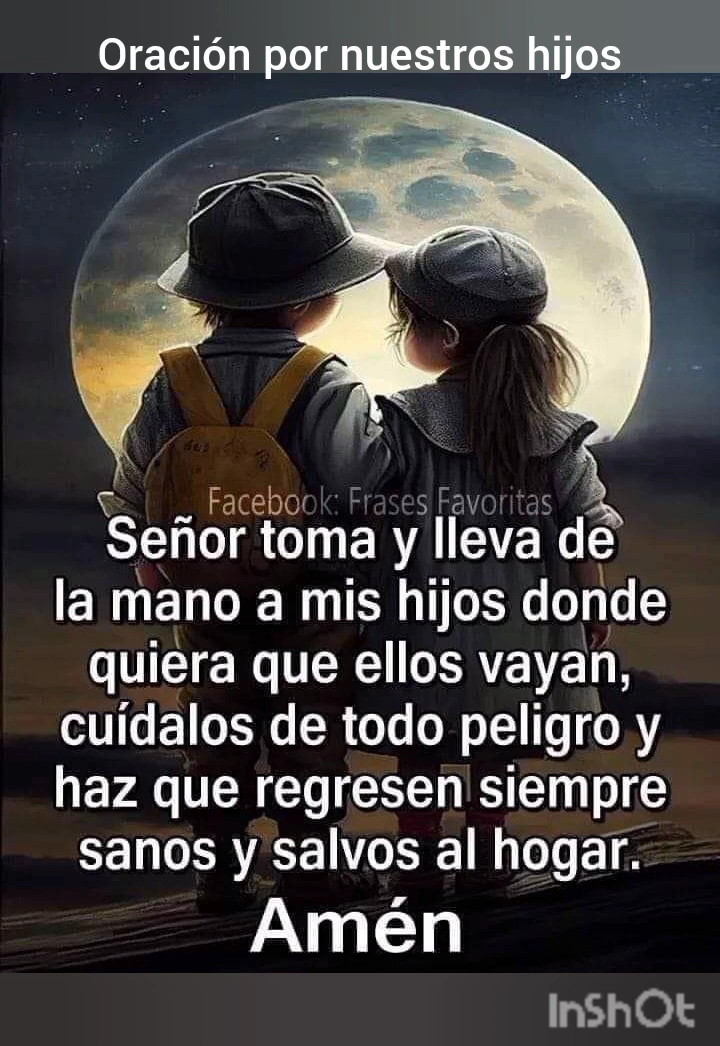 Oración por nuestros hijos
Facebook: Frases Favoritas
Señor toma y lleva de
la mano a mis hijos donde
quiera que ellos vayan,
cuídalos de todo peligro y
haz que regresen siempre
sanos y salvos al hogar.
Amén
InShOt